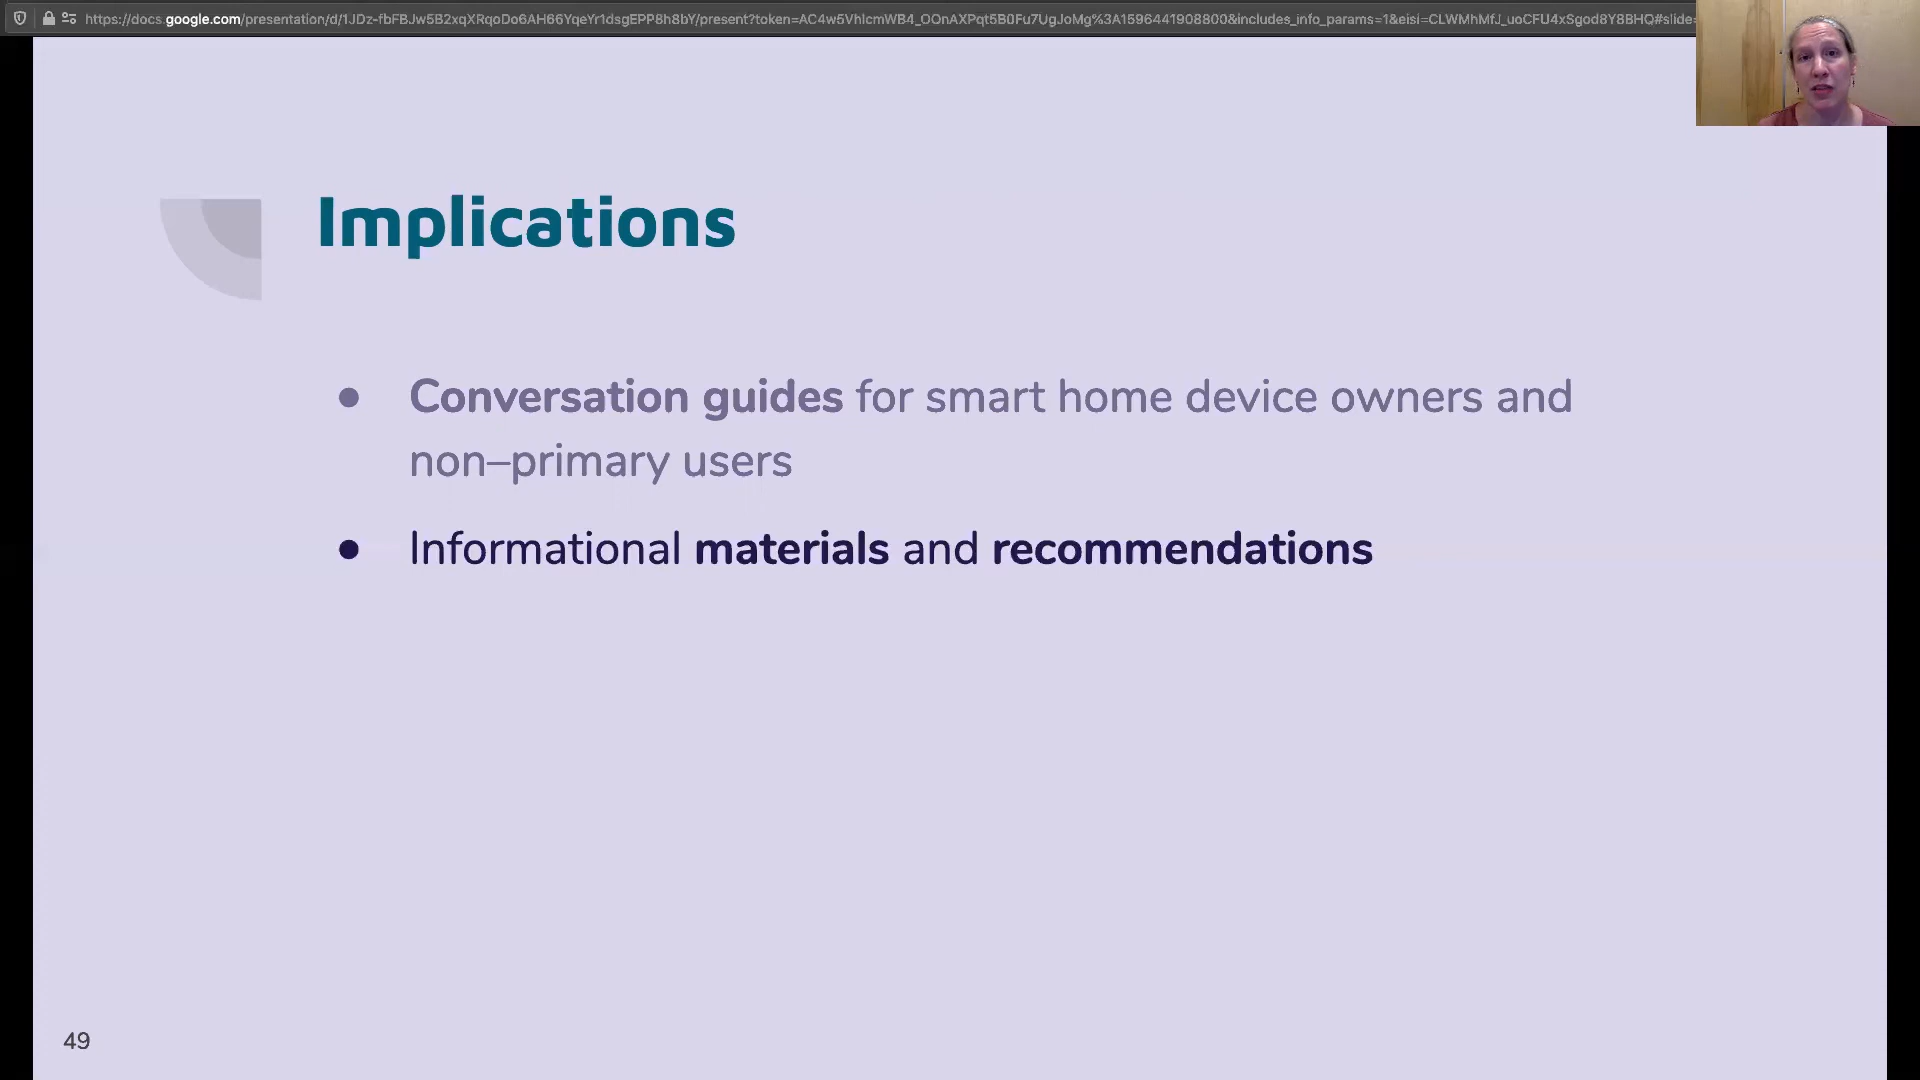 https://docs.google.com/presentation/d/1JDz-fbFBJw5B2xqXRqoDo6AH66YqeYr1dsgEPP8h8bY/present?token=AC4w5VhlcmWB4_OOnAXPqt5B0Fu7UgJoMg%3A1596441908800&includes_info_params=1&eisi=CLWMhMfJ_uoCFU4xSgod8Y8BHQ#slide=
Implications
● Conversation guides for smart home device owners and
non–primary users
● Informational materials and recommendations
49